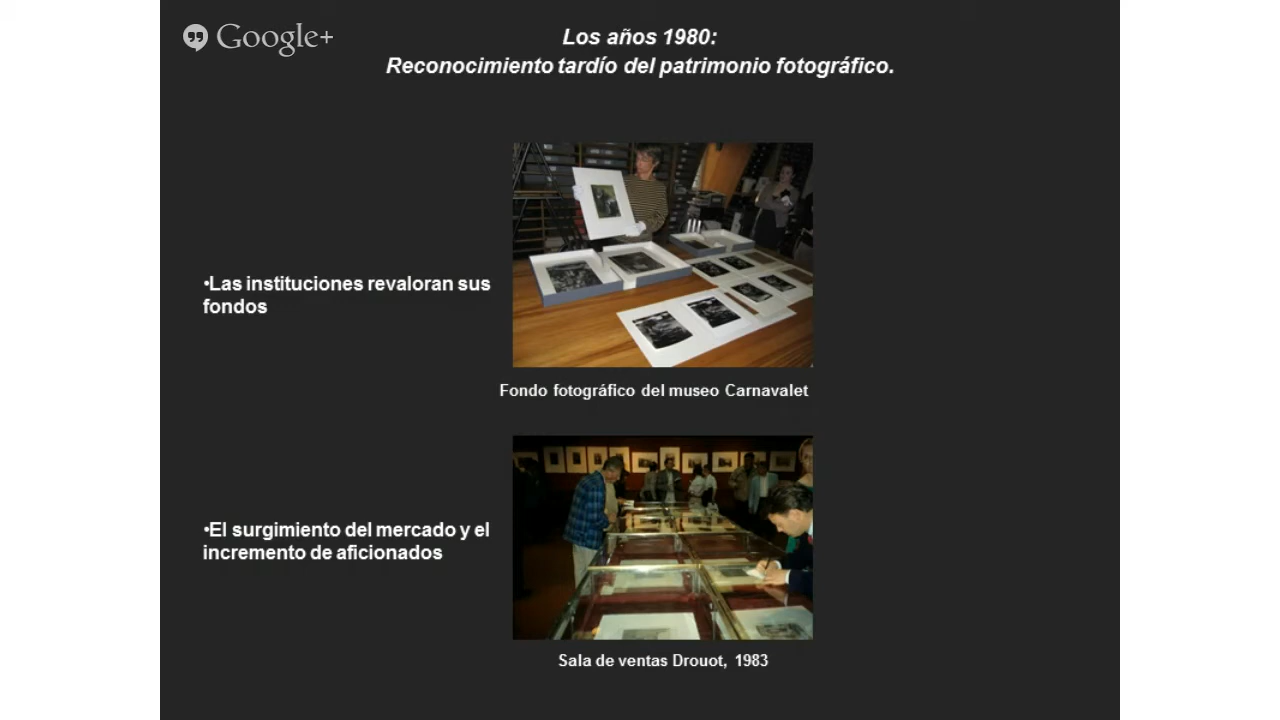 Google+
Los años 1980:
Reconocimiento tardío del patrimonio fotográfico.
•Las instituciones revaloran sus
fondos
Fondo fotográfico del museo Carnavalet
•El surgimiento del mercado y el
incremento de aficionados
Sala de ventas Drouot, 1983